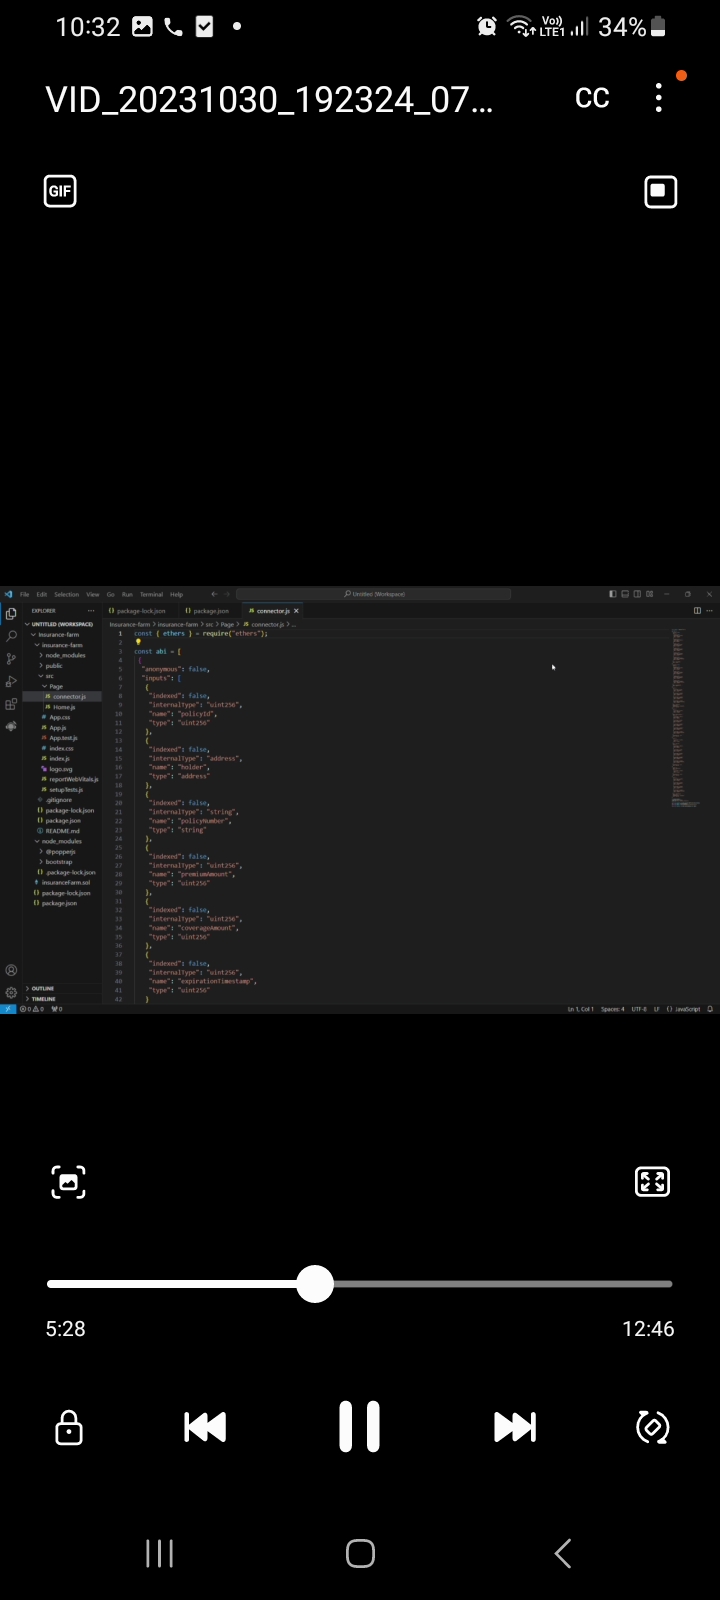 10:32
Vo)) LTE1 34%
VID_20231030_192324_07... CC
GIF
File Edit Selection View Go Run Terminal Help
Untitled (Workspace)
EXPLORER
package-lock.json package.json connector.js
UNTITLED (WORKSPACE)
insurance-farm
insurance-farm
node_modules
public
src
Page
connector.js
Home.js
App.css
App.js
App.test.js
index.css
index.js
logo.svg
reportWebVitals.js
setupTests.js
.gitignore
package-lock.json
package.json
README.md
node_modules
@popperjs
bootstrap
.package-lock.json
insuranceFarm.sol
package-lock.json
package.json
OUTLINE
TIMELINE
insurance-farm > insurance-farm > src > Page > connector.js > ...
1 const { ethers } = require("ethers");
2
3 const abi = [
4 {
5 "anonymous": false,
6 "inputs": [
7 {
8 "indexed": false,
9 "internalType": "uint256",
10 "name": "policyId",
11 "type": "uint256"
12 },
13 {
14 "indexed": false,
15 "internalType": "address",
16 "name": "holder",
17 "type": "address"
18 },
19 {
20 "indexed": false,
21 "internalType": "string",
22 "name": "policyNumber",
23 "type": "string"
24 },
25 {
26 "indexed": false,
27 "internalType": "uint256",
28 "name": "premiumAmount",
29 "type": "uint256"
30 },
31 {
32 "indexed": false,
33 "internalType": "uint256",
34 "name": "coverageAmount",
35 "type": "uint256"
36 },
37 {
38 "indexed": false,
39 "internalType": "uint256",
40 "name": "expirationTimestamp",
41 "type": "uint256"
42 }
0 0 0
Ln 1, Col 1 Spaces: 4 UTF-8 LF {} JavaScript
5:28 12:46